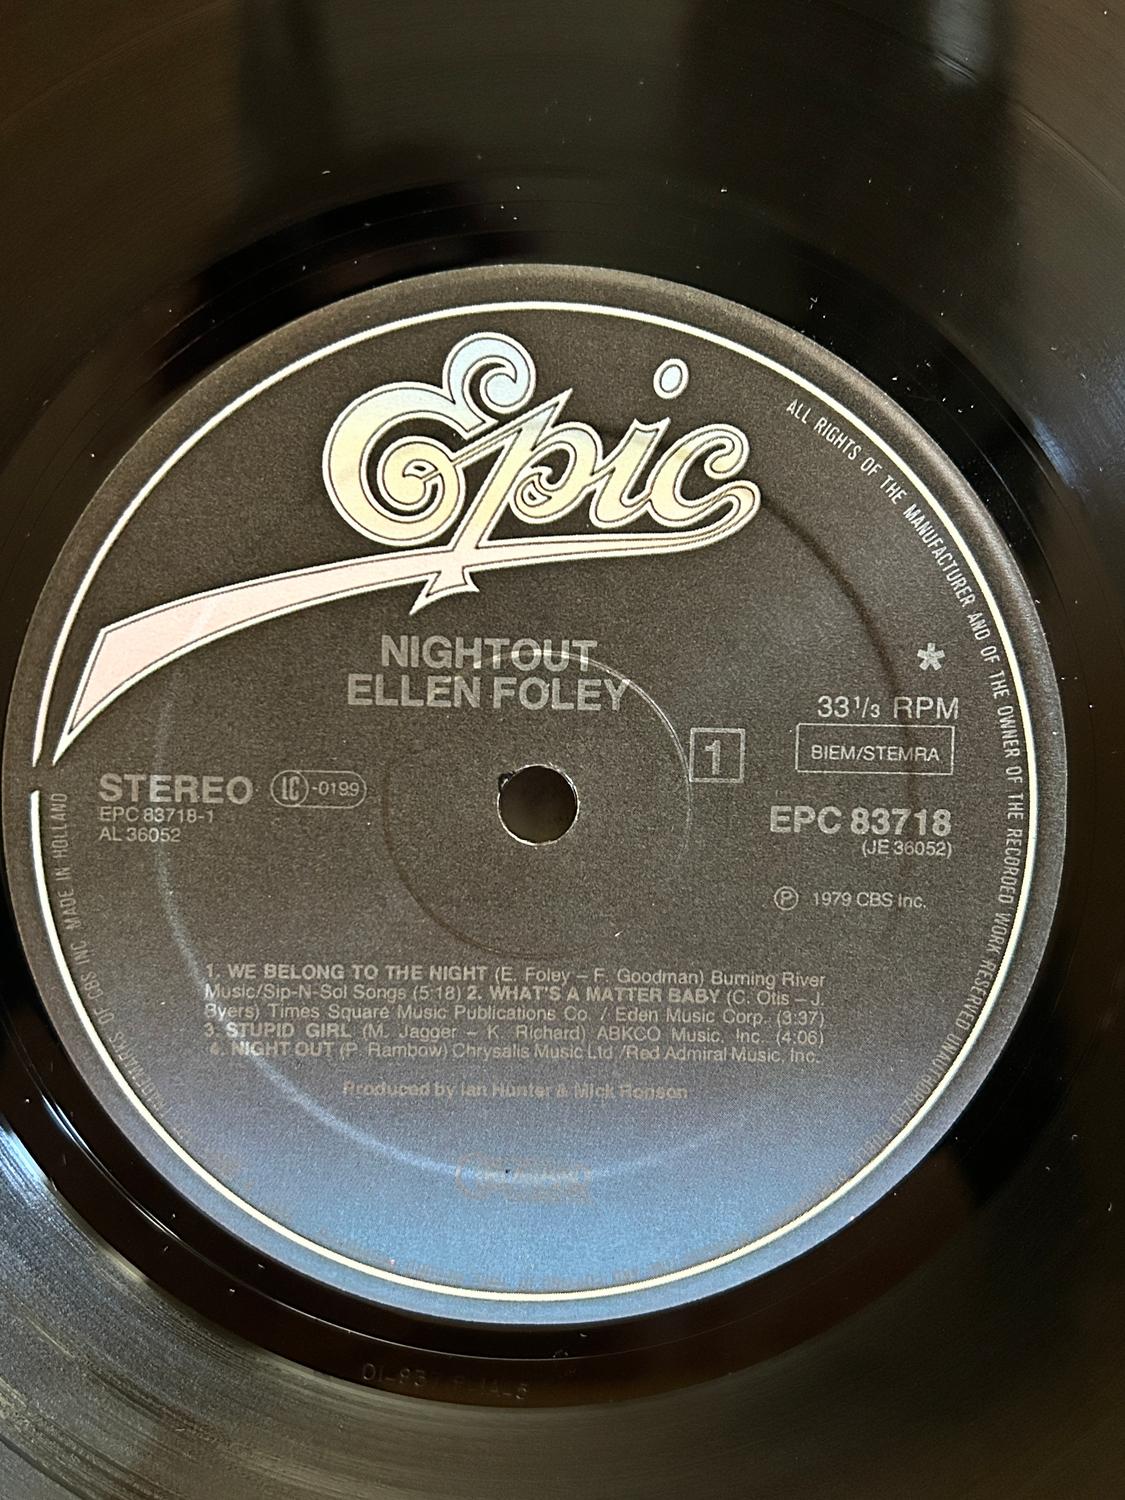 Epic
NIGHTOUT
ELLEN FOLEY
ALL RIGHTS OF THE MANUFACTURER AND OF THE OWNER OF THE RECORDED WORK RESERVED
*
33 1/3 RPM
BIEM/STEMRA
1
STEREO LC-0199
EPC 83718-1
AL 36052
EPC 83718
(JE 36052)
℗ 1979 CBS Inc.
MADE IN HOLLAND
1. WE BELONG TO THE NIGHT (E. Foley – F. Goodman) Burning River
Music/Sip-N-Sol Songs (5:18) 2. WHAT'S A MATTER BABY (C. Otis – J.
Byers) Times Square Music Publications Co. / Eden Music Corp. (3:37)
3. STUPID GIRL (M. Jagger – K. Richard) ABKCO Music, Inc. (4:06)
4. NIGHT OUT (P. Rambow) Chrysalis Music Ltd./Red Admiral Music, Inc.
Produced by Ian Hunter & Mick Ronson